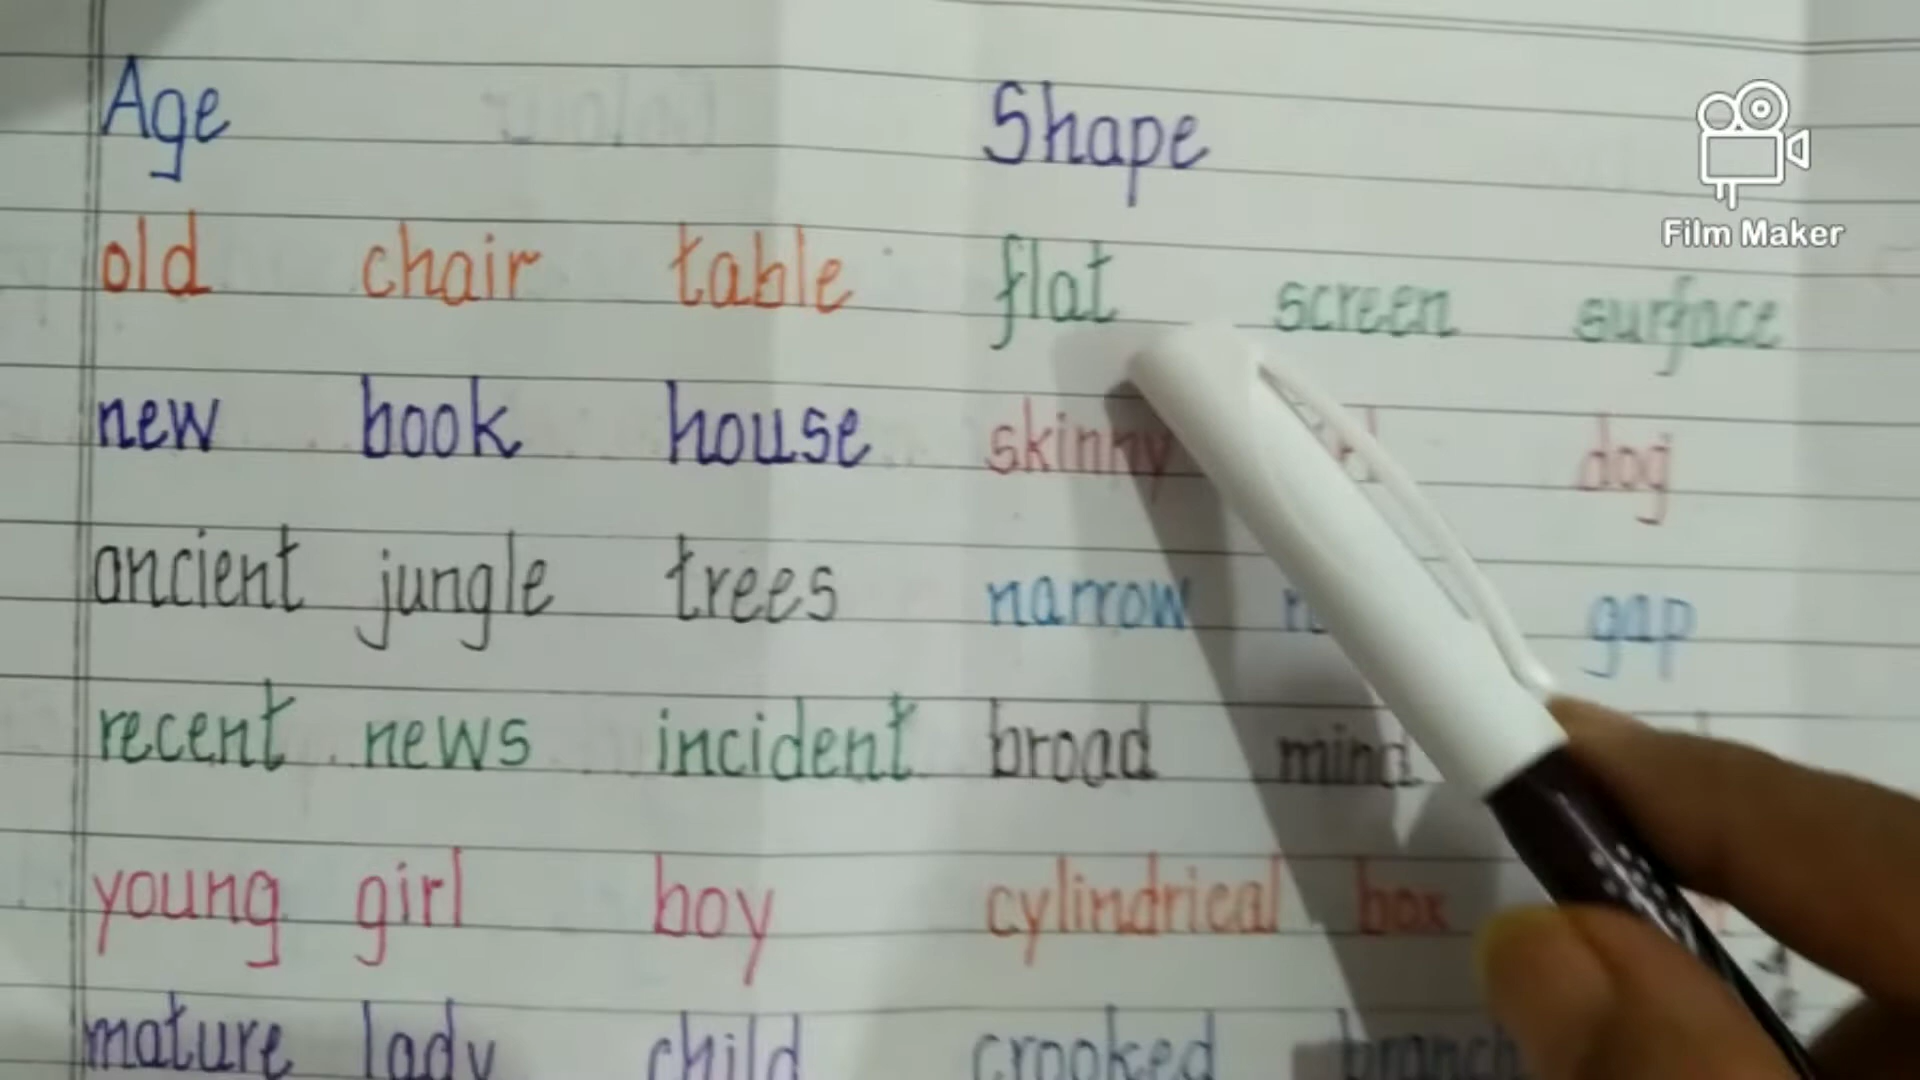 Age Shape
Film Maker
old chair table flat screen surface
new book house skinny dog
ancient jungle trees narrow gap
recent news incident broad mind
young girl boy cylindrical box
mature lady child crooked branch